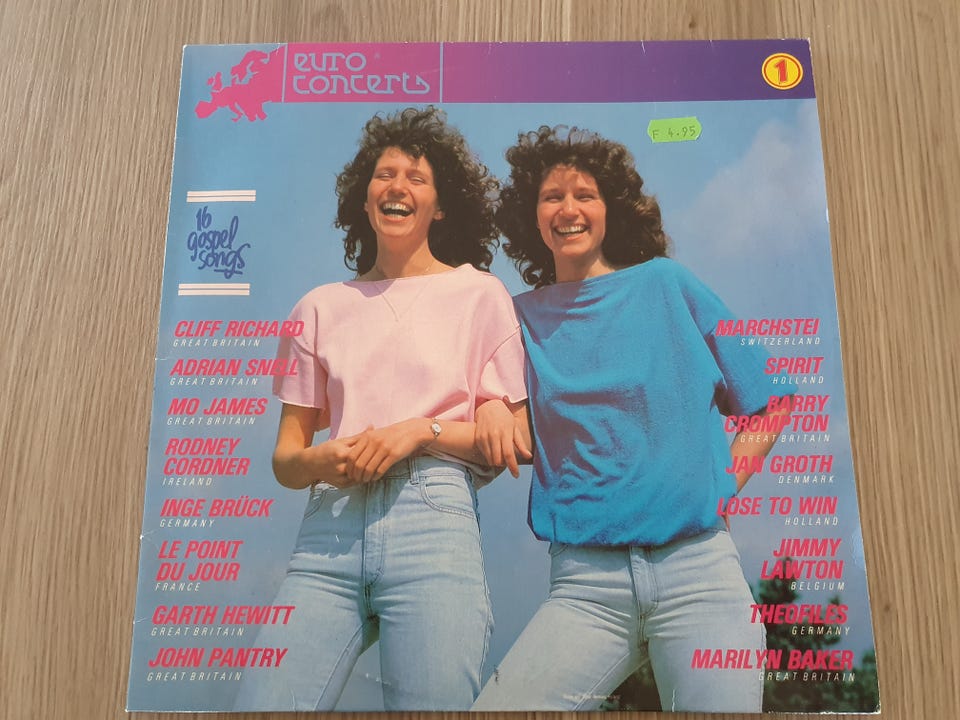 euro
concerts
1
F 4.95
16
gospel
songs
CLIFF RICHARD
GREAT BRITAIN
ADRIAN SNELL
GREAT BRITAIN
MO JAMES
GREAT BRITAIN
RODNEY
CORDNER
IRELAND
INGE BRÜCK
GERMANY
LE POINT
DU JOUR
FRANCE
GARTH HEWITT
GREAT BRITAIN
JOHN PANTRY
GREAT BRITAIN
MARCHSTEI
SWITZERLAND
SPIRIT
HOLLAND
BARRY
CROMPTON
GREAT BRITAIN
JAN GROTH
DENMARK
LOSE TO WIN
HOLLAND
JIMMY
LAWTON
BELGIUM
THEOFILES
GERMANY
MARILYN BAKER
GREAT BRITAIN